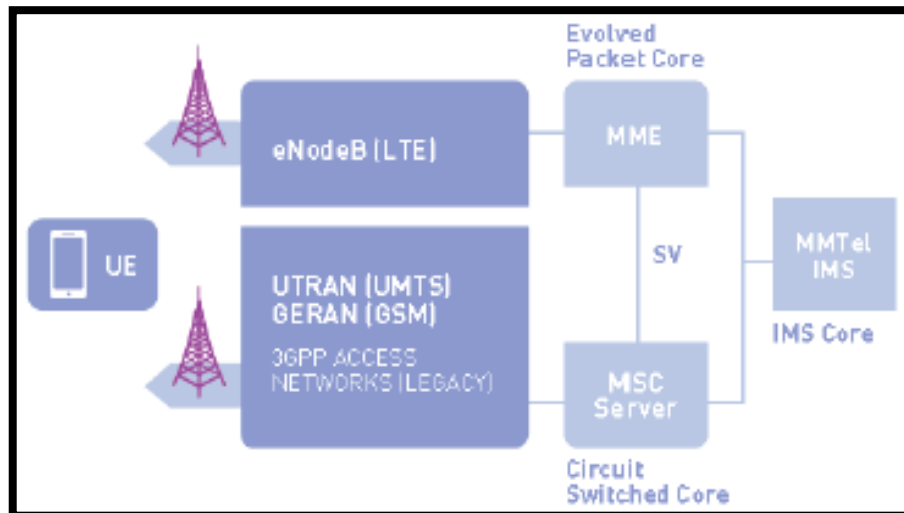 Evolved
Packet Core
eNodeB (LTE)
MME
UE
UTRAN (UMTS)
GERAN (GSM)
3GPP ACCESS
NETWORKS (LEGACY)
SV
MMTel
IMS
IMS Core
MSC
Server
Circuit
Switched Core